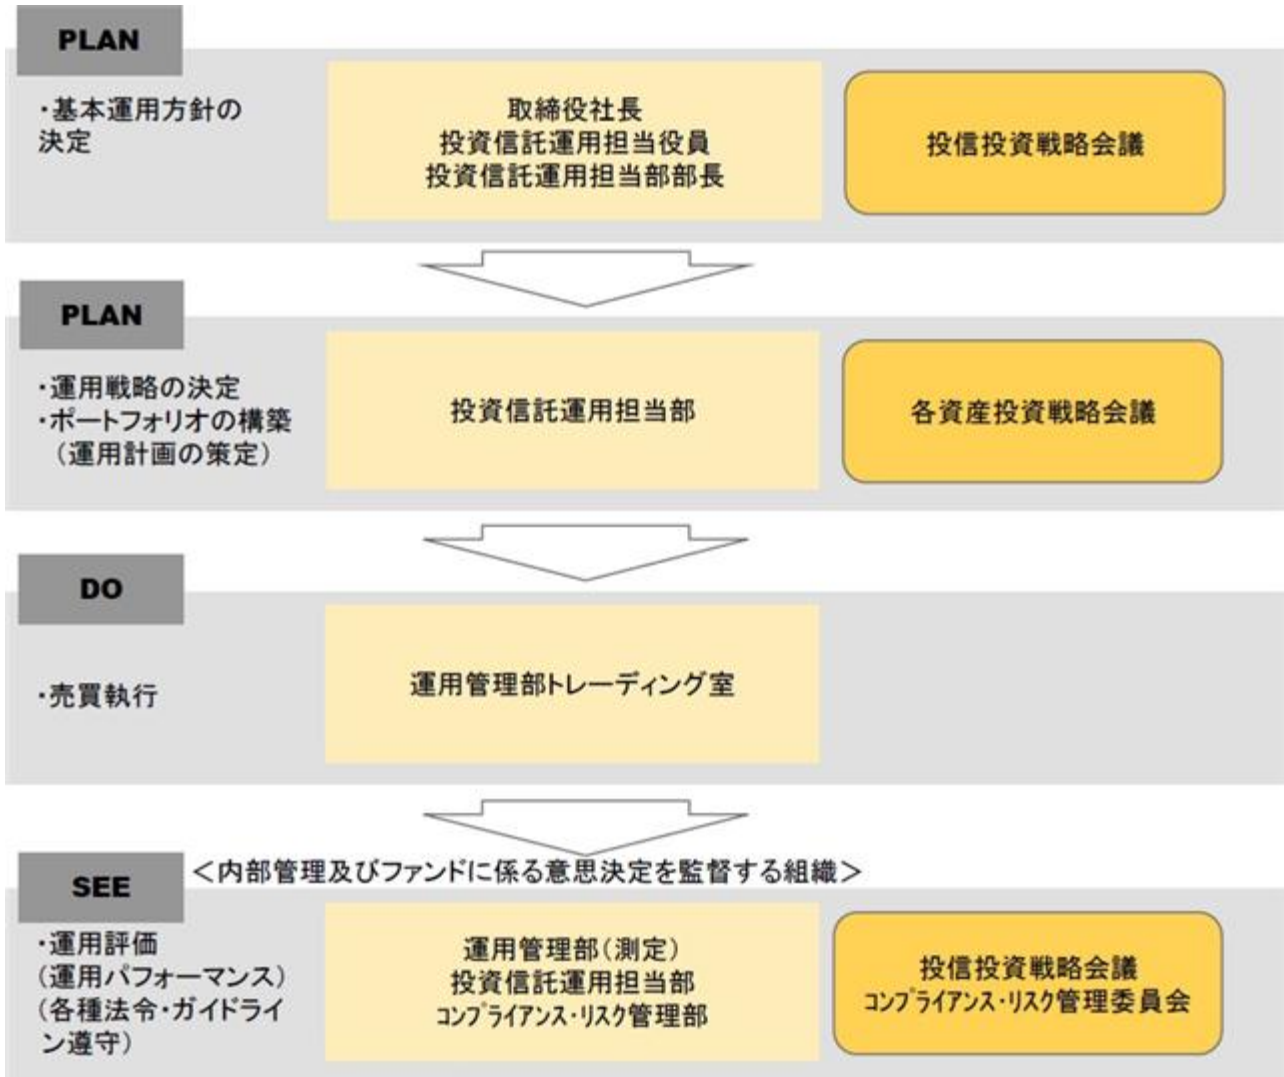 PLAN
・基本運用方針の
決定
取締役社長
投資信託運用担当役員
投資信託運用担当部部長
投信投資戦略会議
PLAN
・運用戦略の決定
・ポートフォリオの構築
（運用計画の策定）
投資信託運用担当部
各資産投資戦略会議
DO
・売買執行
運用管理部トレーディング室
SEE
＜内部管理及びファンドに係る意思決定を監督する組織＞
・運用評価
（運用パフォーマンス）
（各種法令・ガイドライ
ン遵守）
運用管理部（測定）
投資信託運用担当部
コンプライアンス・リスク管理部
投信投資戦略会議
コンプライアンス・リスク管理委員会